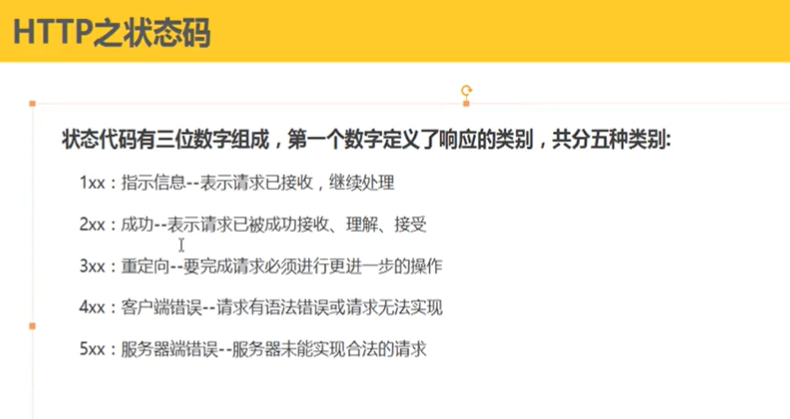 HTTP之状态码
状态代码有三位数字组成，第一个数字定义了响应的类别，共分五种类别:
1xx：指示信息--表示请求已接收，继续处理
2xx：成功--表示请求已被成功接收、理解、接受
3xx：重定向--要完成请求必须进行更进一步的操作
4xx：客户端错误--请求有语法错误或请求无法实现
5xx：服务器端错误--服务器未能实现合法的请求